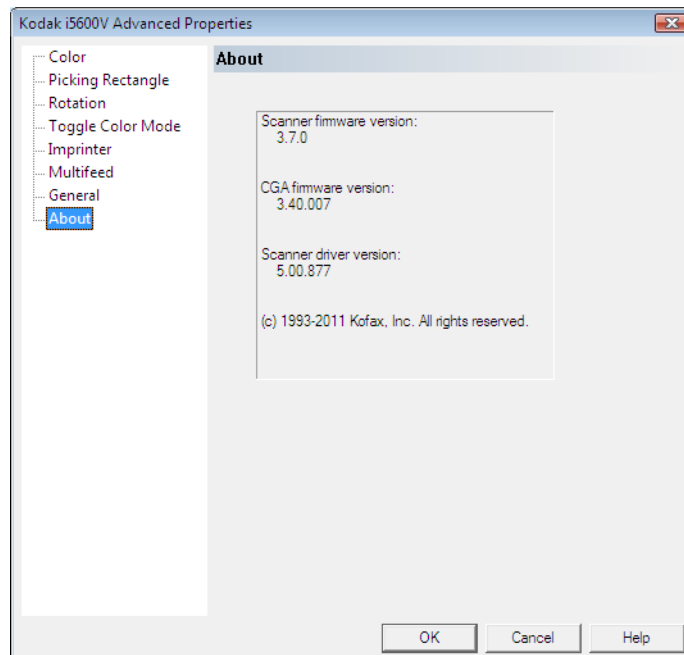 Kodak i5600V Advanced Properties
Color
Picking Rectangle
Rotation
Toggle Color Mode
Imprinter
Multifeed
General
About
About
Scanner firmware version:
3.7.0
CGA firmware version:
3.40.007
Scanner driver version:
5.00.877
(c) 1993-2011 Kofax, Inc. All rights reserved.
OK
Cancel
Help